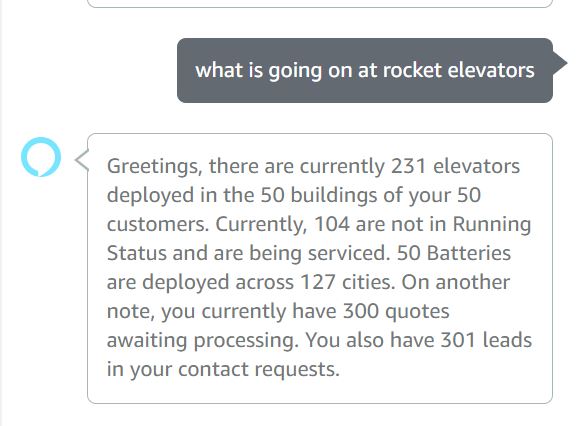 what is going on at rocket elevators
Greetings, there are currently 231 elevators
deployed in the 50 buildings of your 50
customers. Currently, 104 are not in Running
Status and are being serviced. 50 Batteries
are deployed across 127 cities. On another
note, you currently have 300 quotes
awaiting processing. You also have 301 leads
in your contact requests.